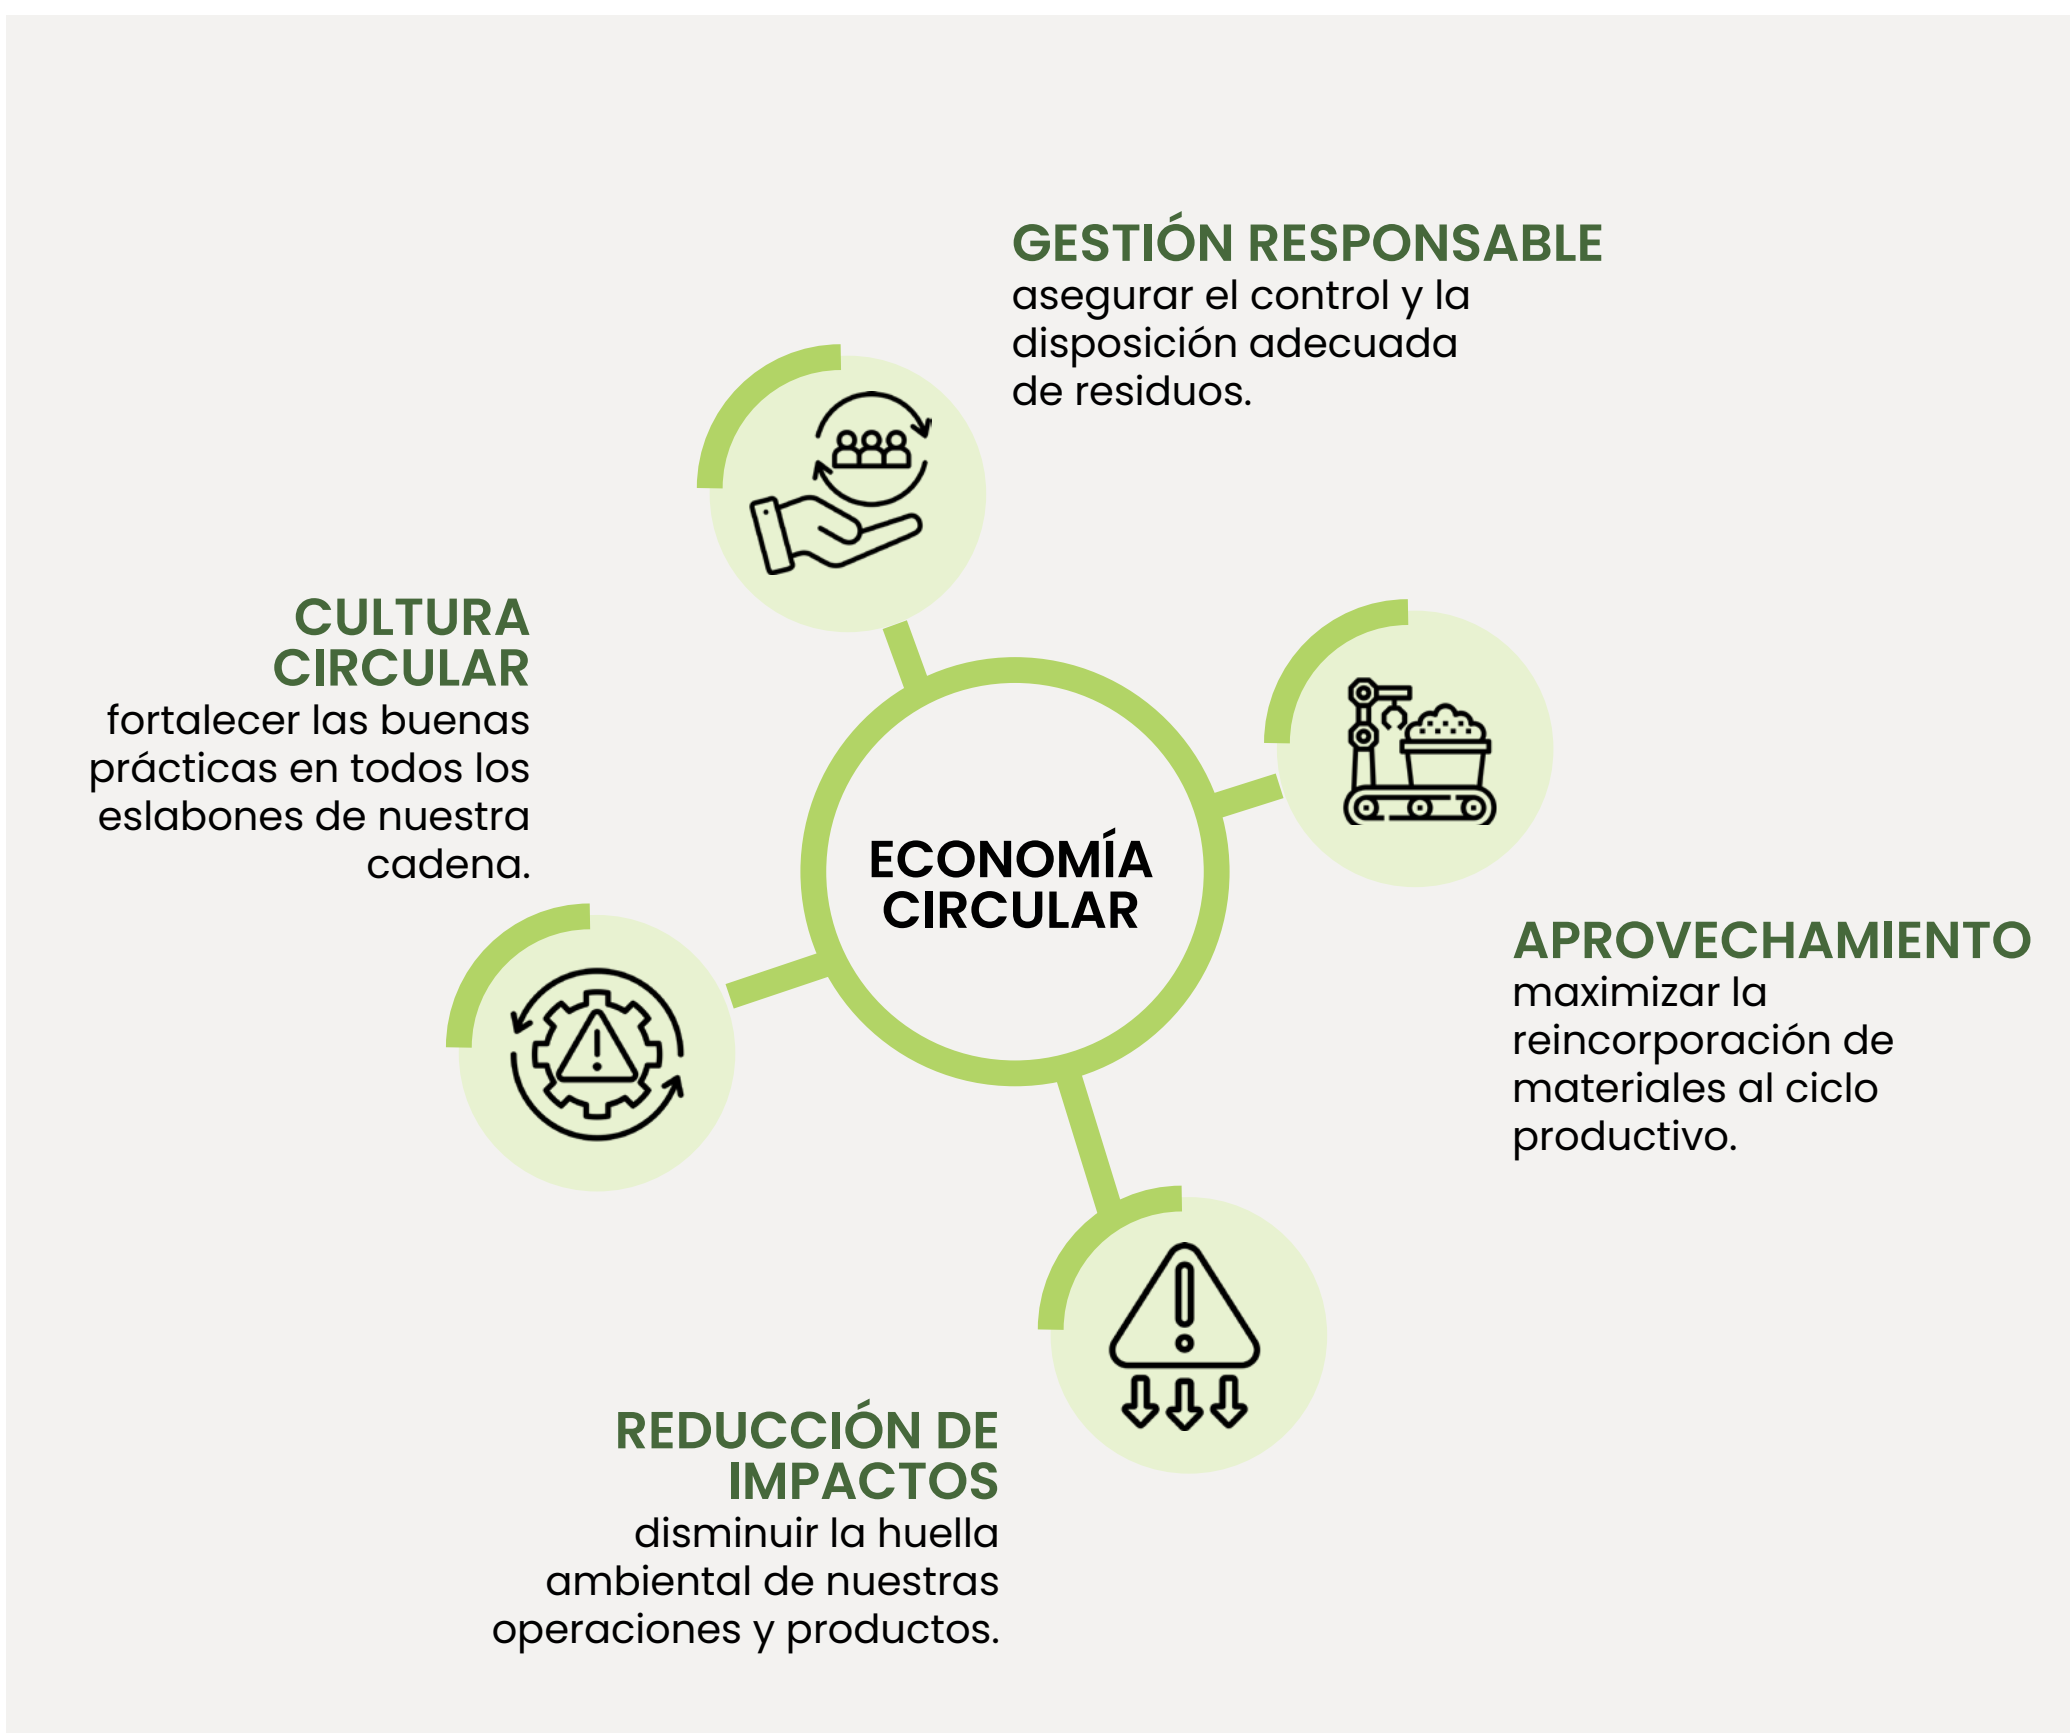 GESTIÓN RESPONSABLE
asegurar el control y la
disposición adecuada
de residuos.
CULTURA
CIRCULAR
fortalecer las buenas
prácticas en todos los
eslabones de nuestra
cadena.
ECONOMÍA
CIRCULAR
APROVECHAMIENTO
maximizar la
reincorporación de
materiales al ciclo
productivo.
REDUCCIÓN DE
IMPACTOS
disminuir la huella
ambiental de nuestras
operaciones y productos.